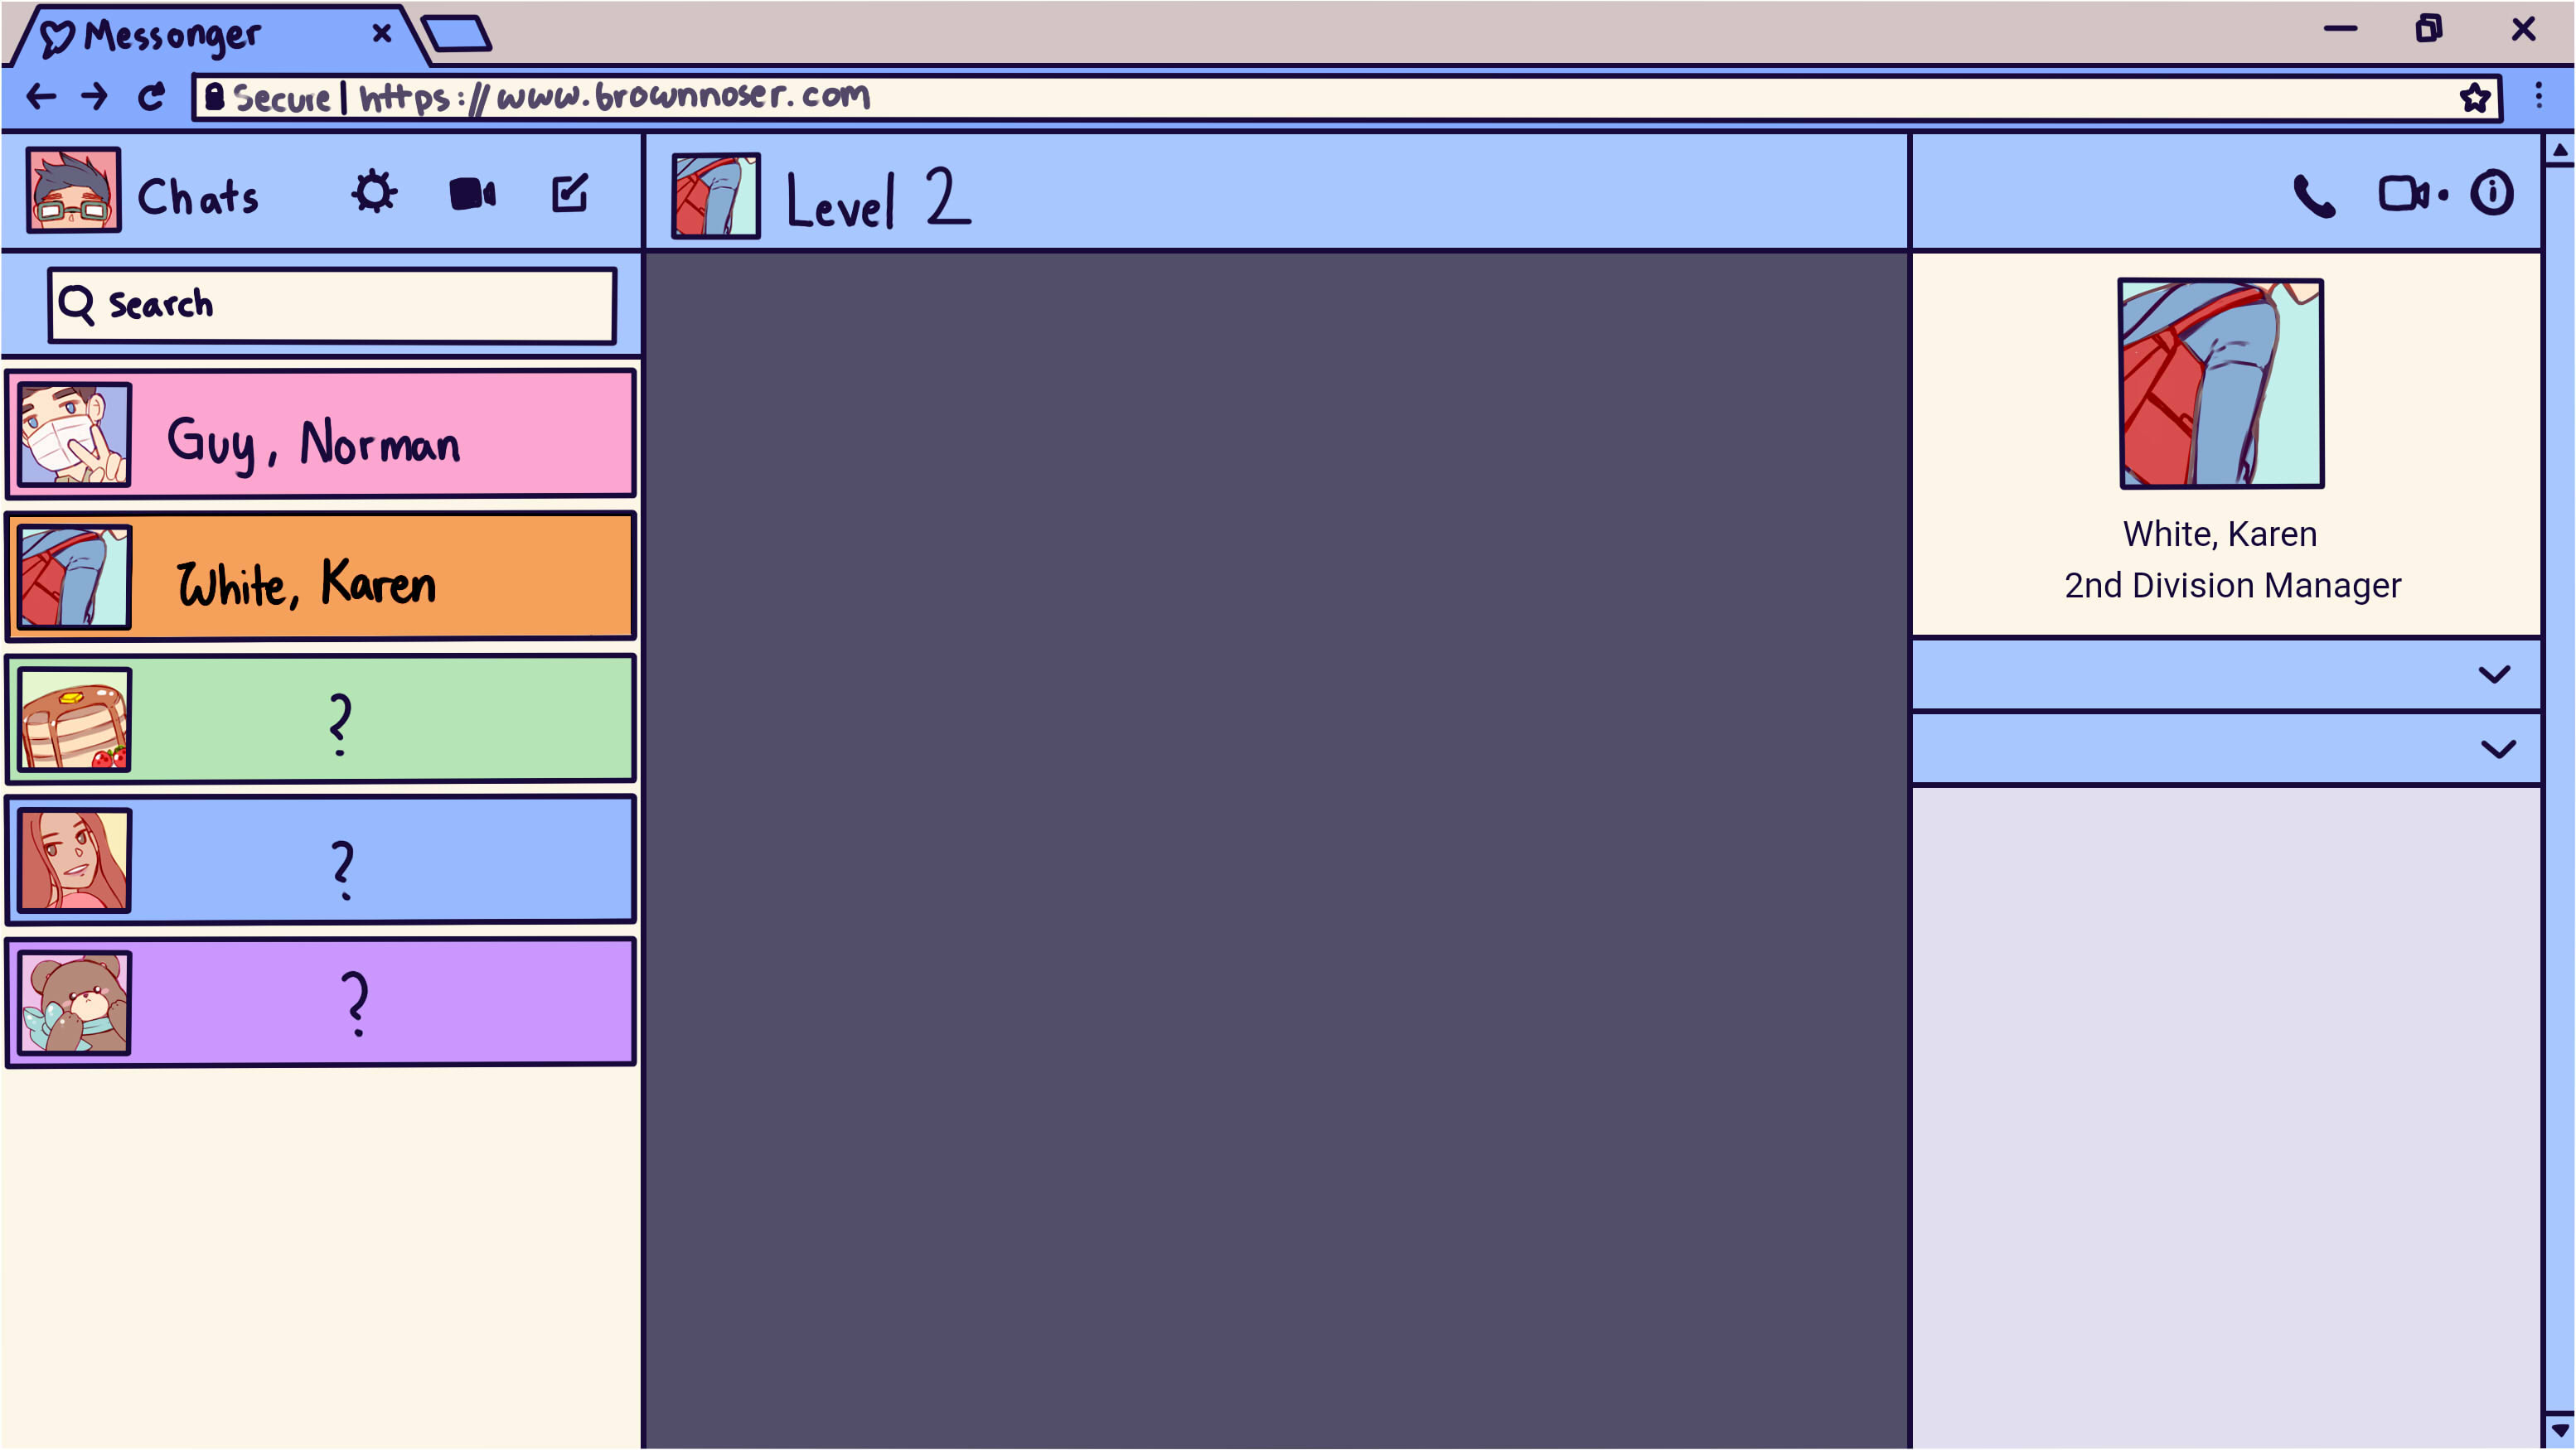 Messonger
Secure | https://www.brownnoser.com
Chats
Level 2
Search
Guy, Norman
White, Karen
?
?
?
White, Karen
2nd Division Manager